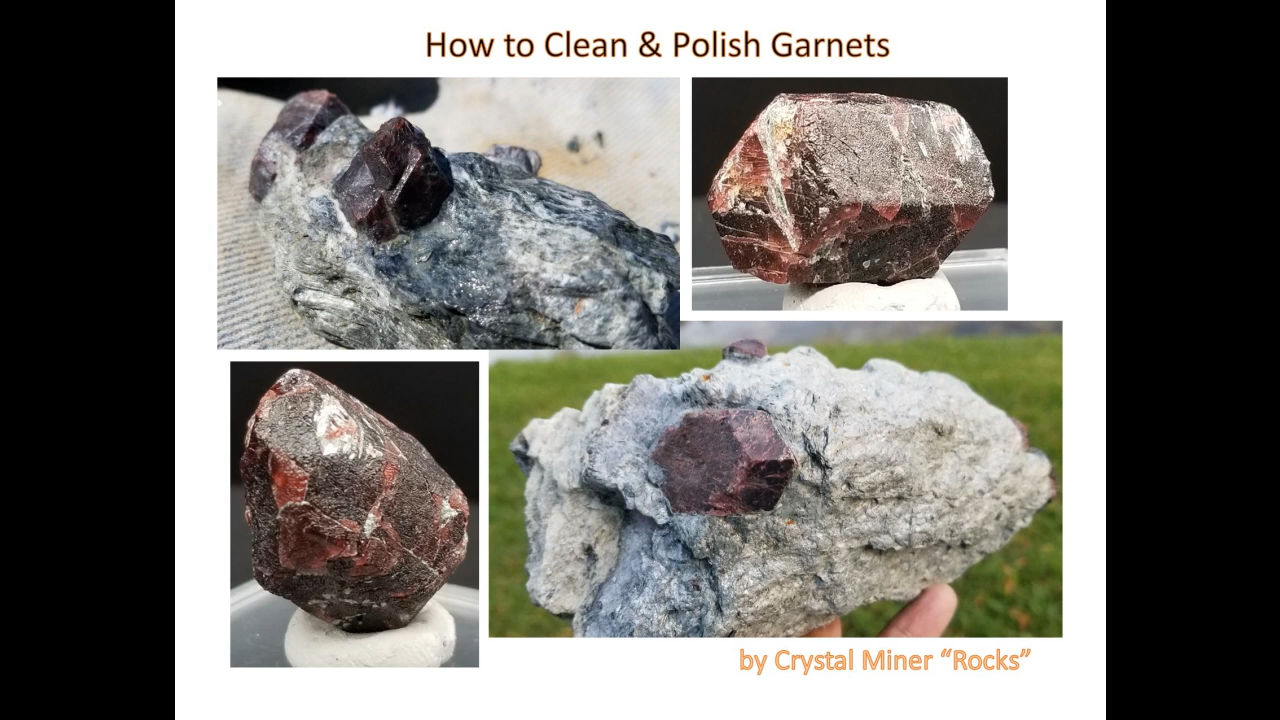 How to Clean & Polish Garnets
by Crystal Miner “Rocks”